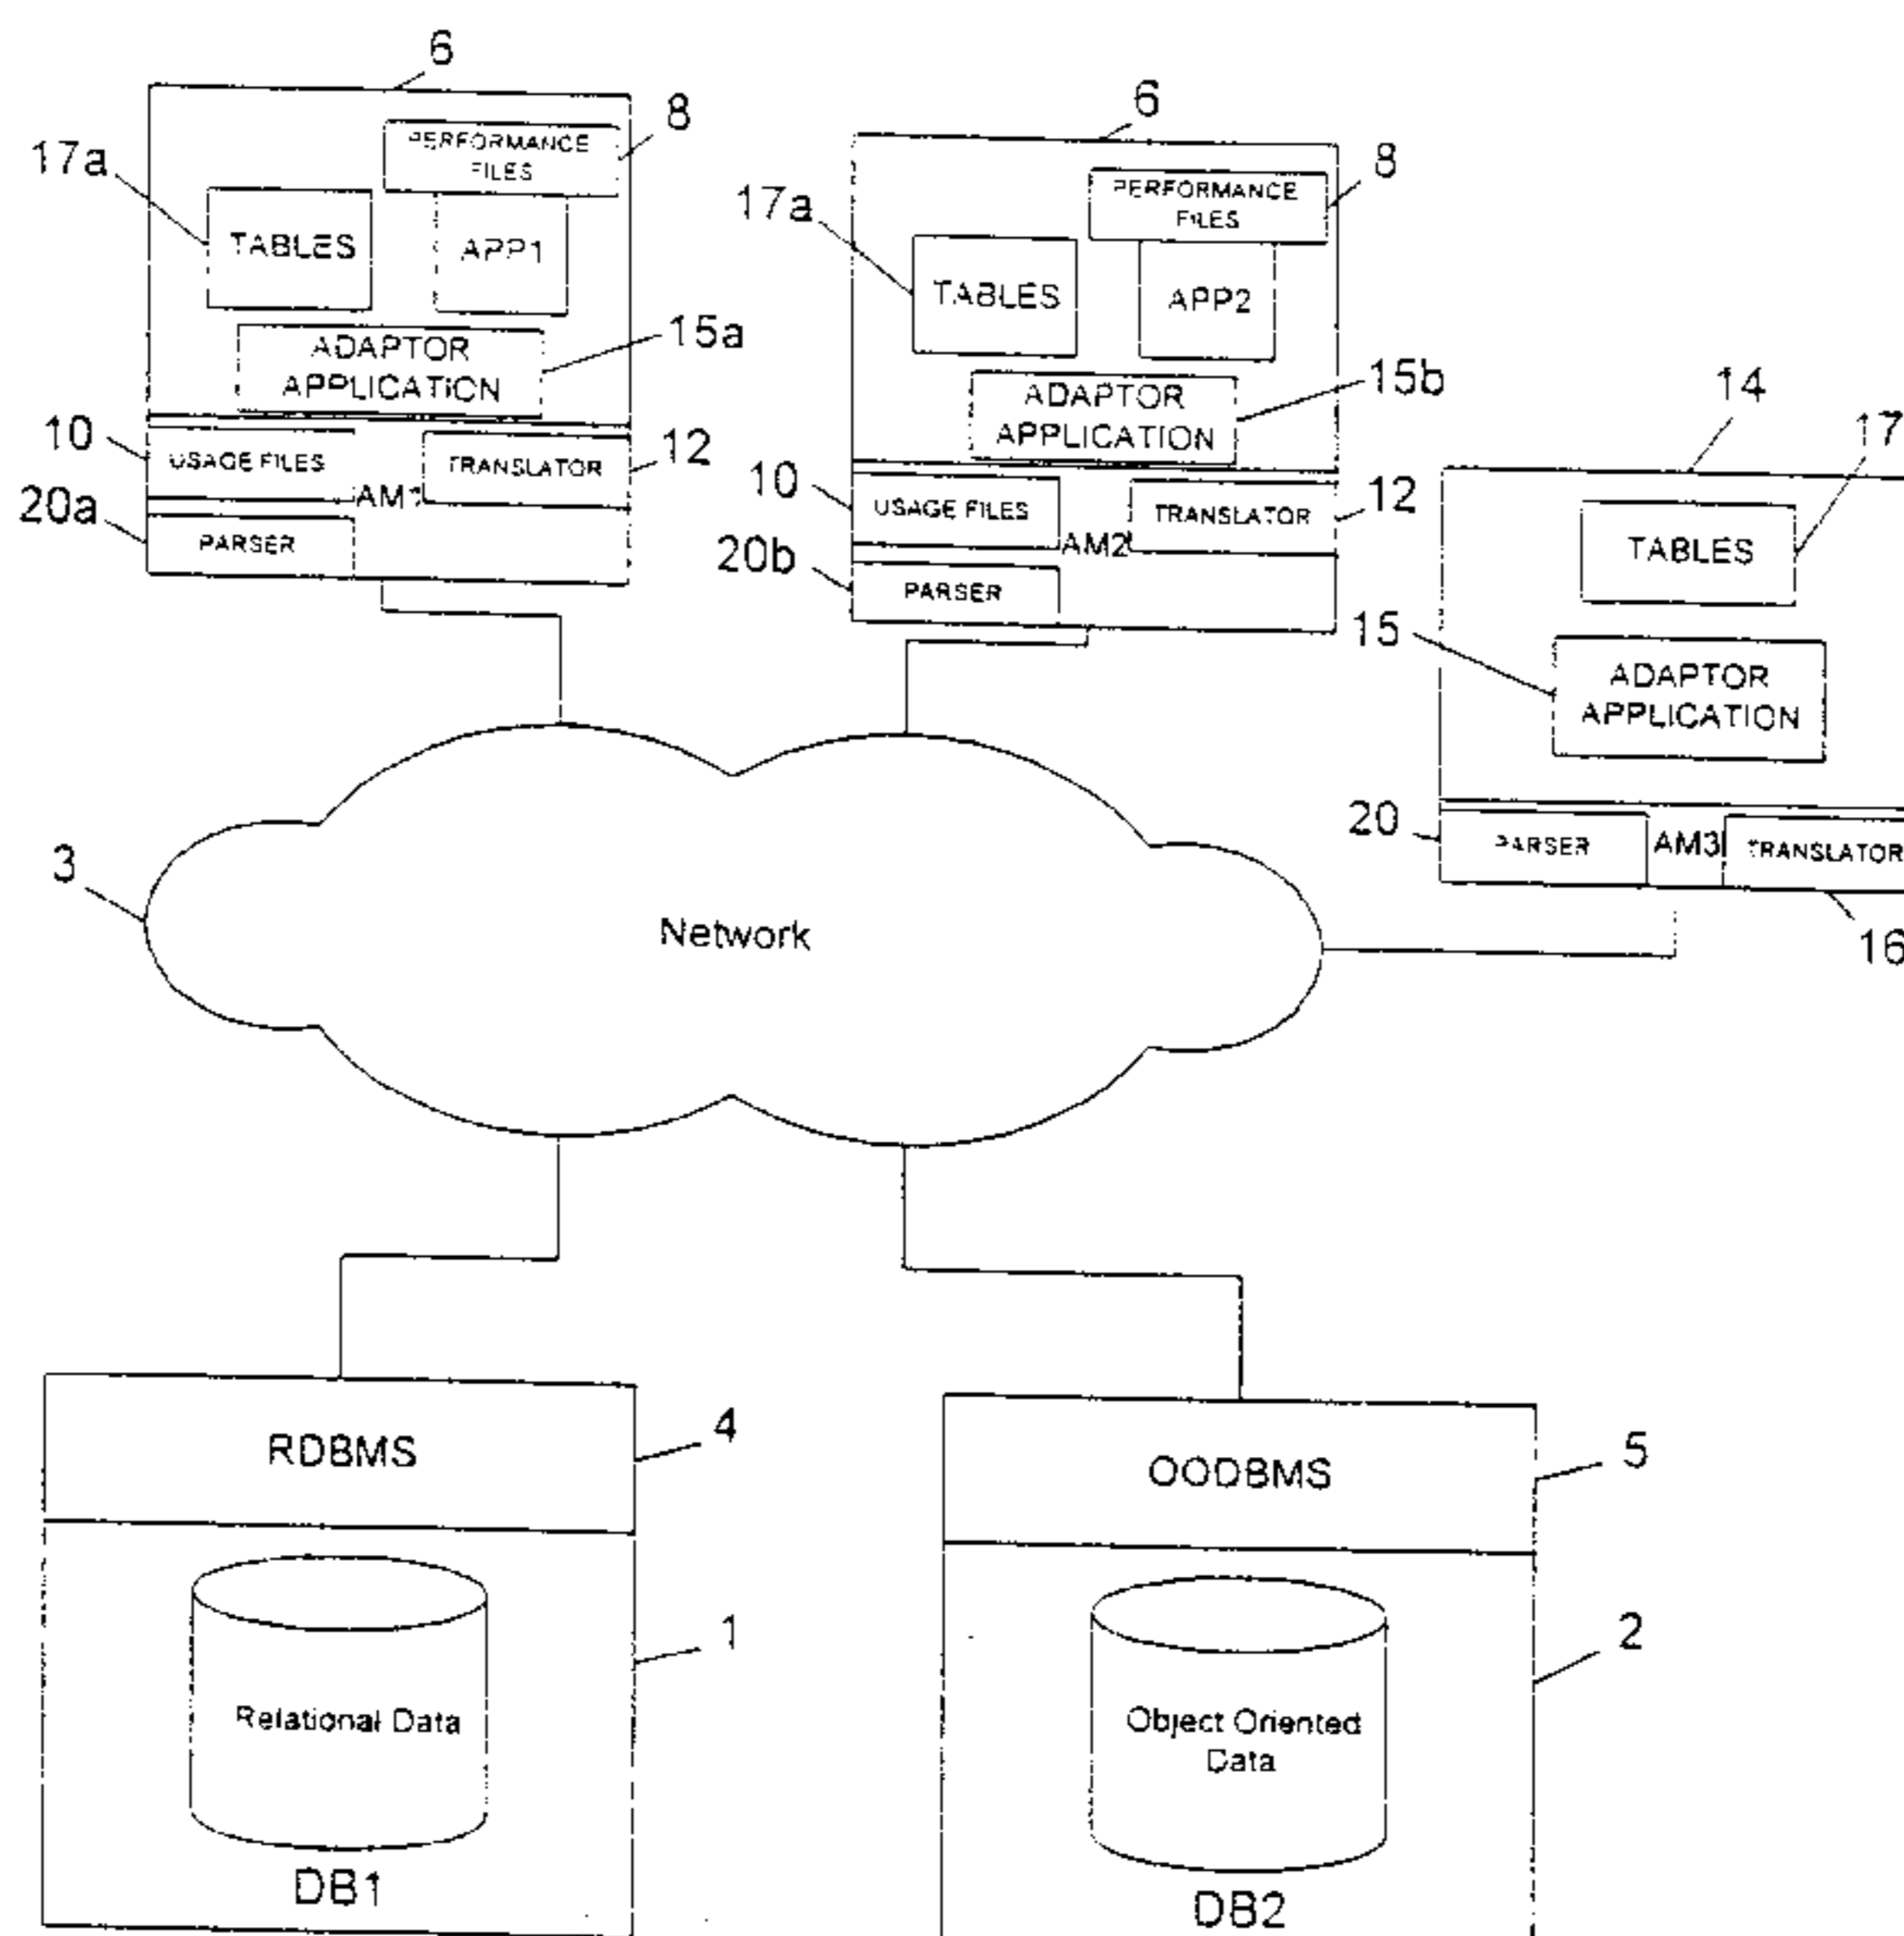 6
8
PERFORMANCE
FILES
17a
TABLES
APP1
ADAPTOR
APPLICATION
15a
10
USAGE FILES
TRANSLATOR
12
AM1
20a
PARSER
6
8
PERFORMANCE
FILES
17a
TABLES
APP2
ADAPTOR
APPLICATION
15b
10
USAGE FILES
TRANSLATOR
12
AM2
20b
PARSER
14
17
TABLES
15
ADAPTOR
APPLICATION
20
PARSER
AM3
TRANSLATOR
16
3
Network
RDBMS
4
1
Relational Data
DB1
OODBMS
5
2
Object Oriented
Data
DB2